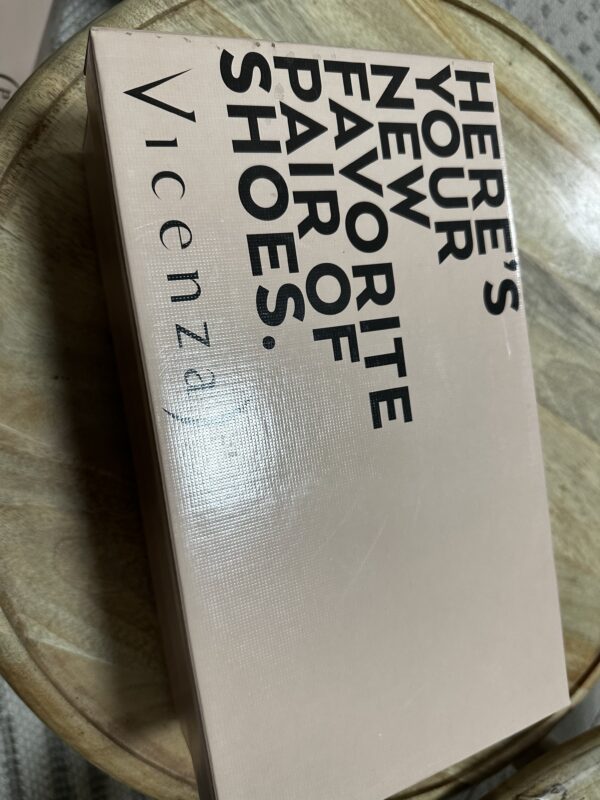 HERE'S
YOUR
NEW
FAVORITE
PAIR OF
SHOES.
Vicenza)